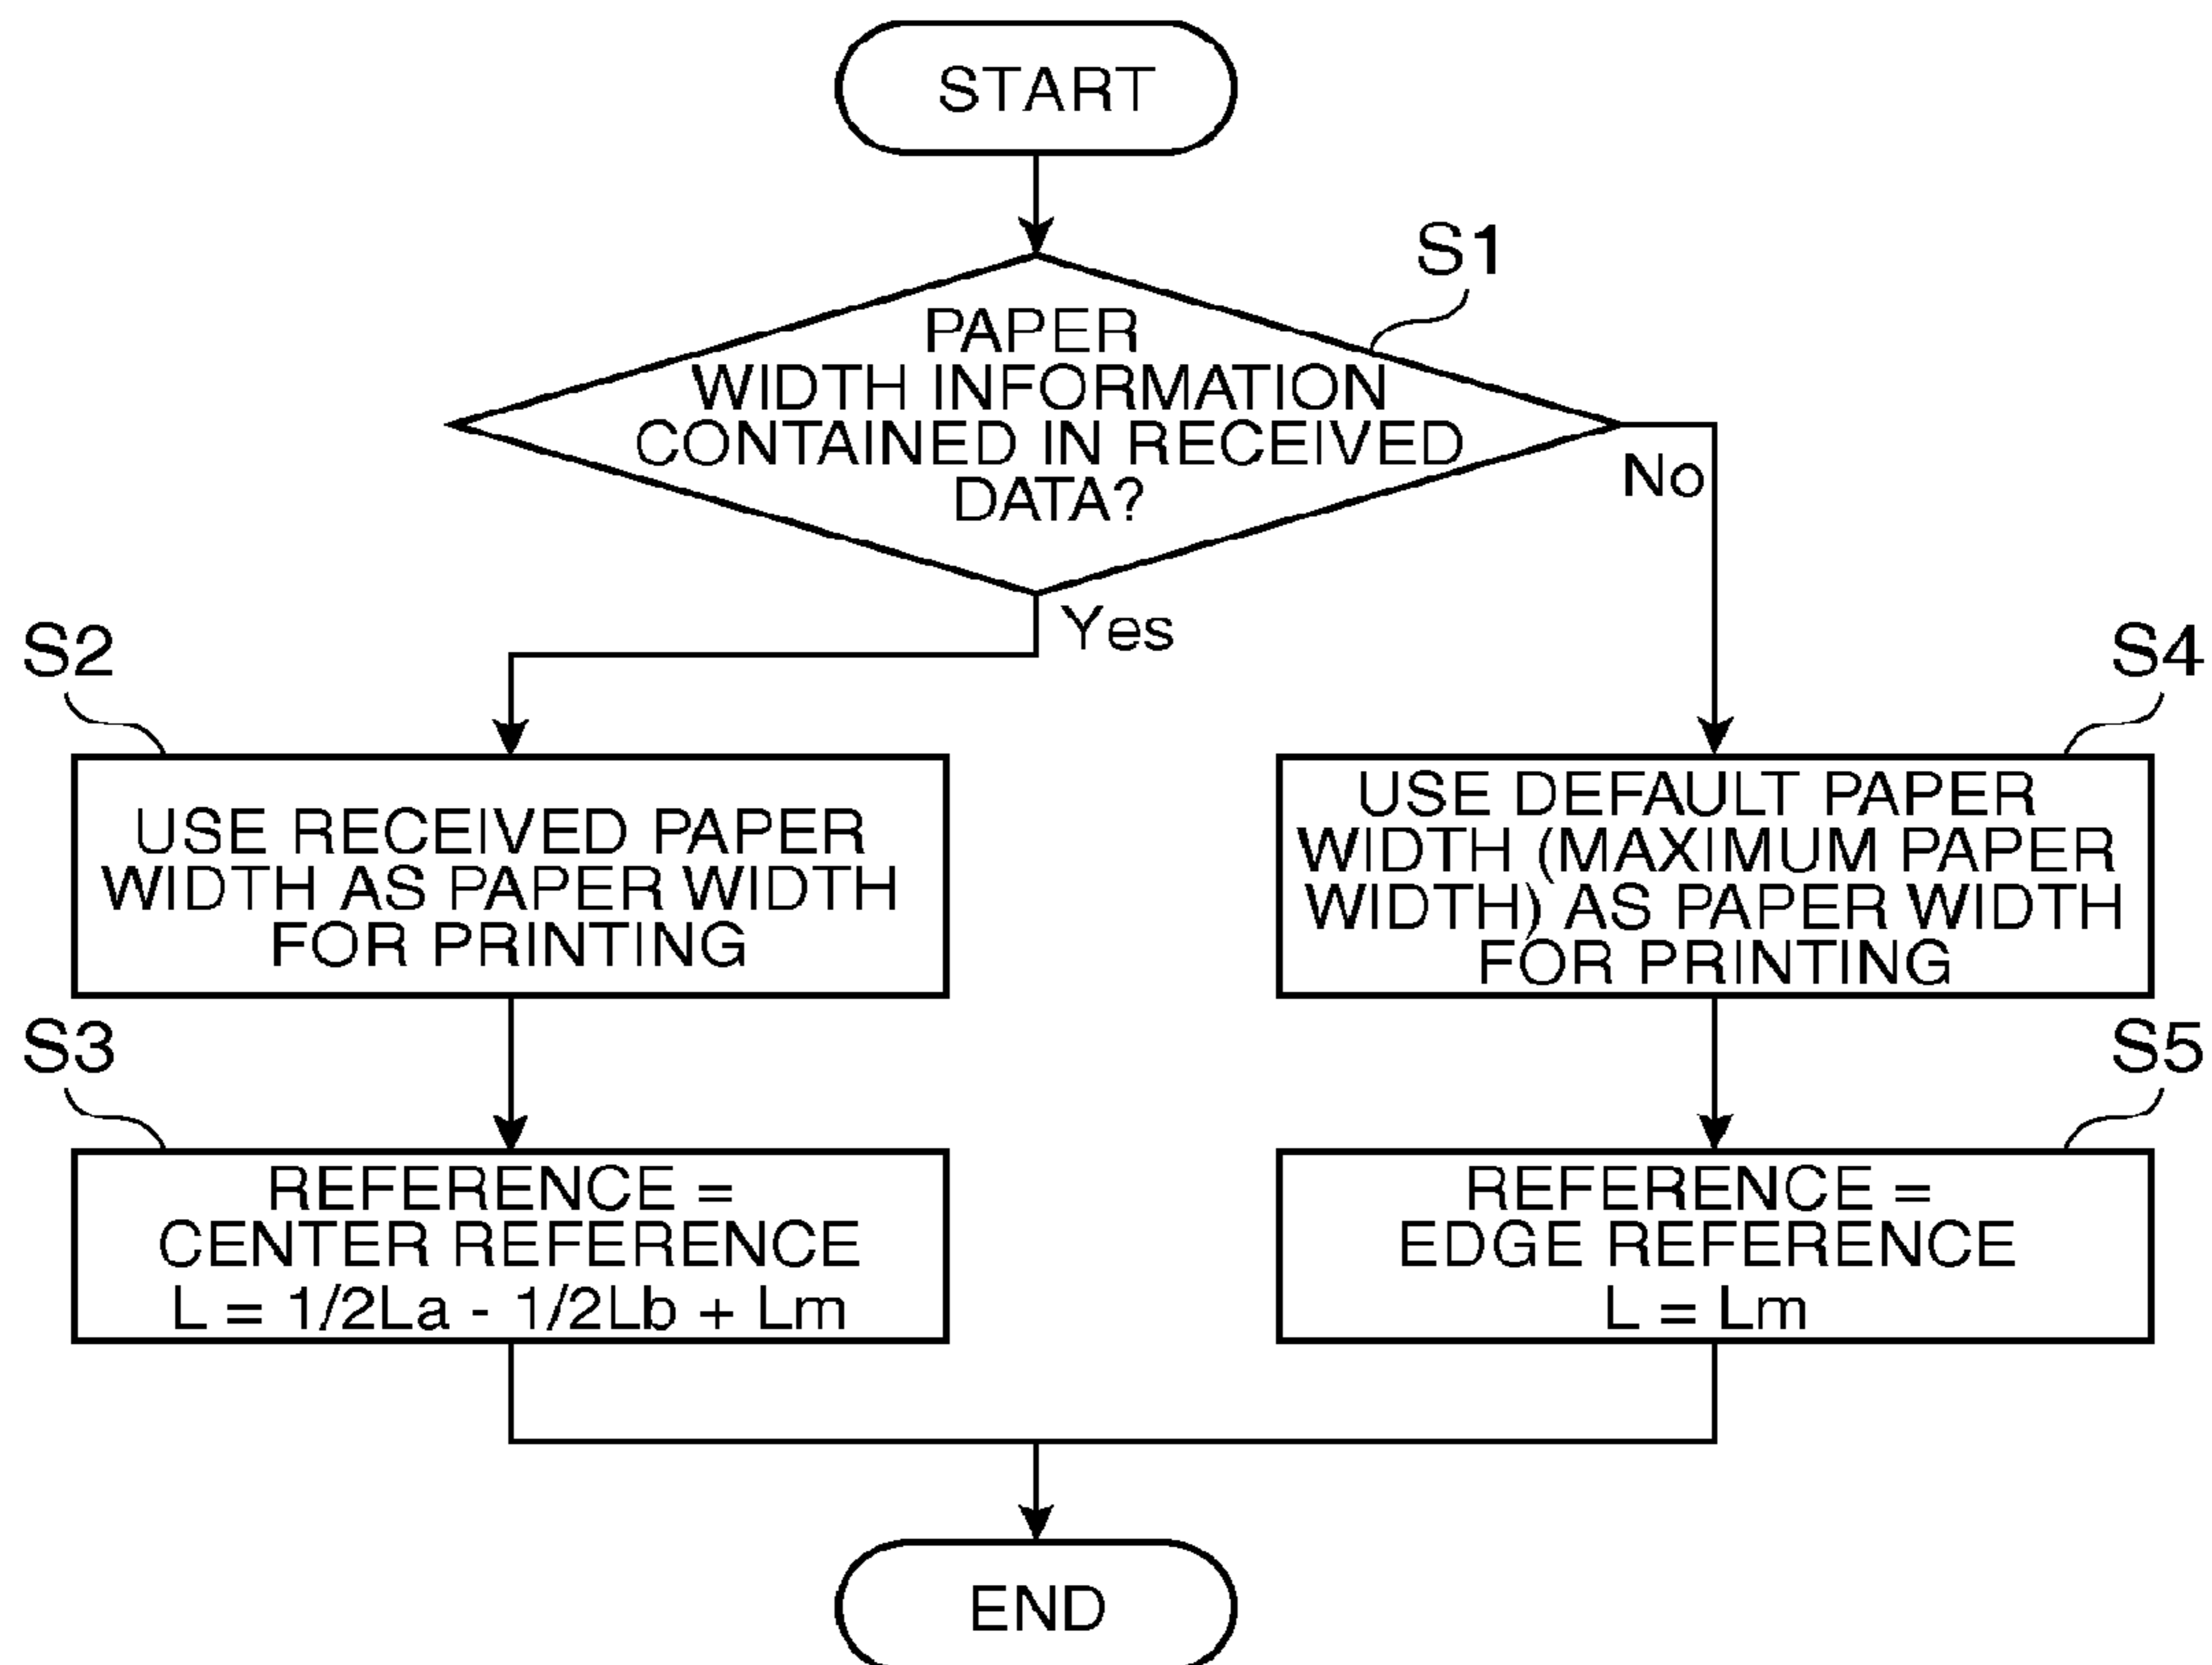 START
S1
PAPER
WIDTH INFORMATION
CONTAINED IN RECEIVED
DATA?
No
Yes
S2
USE RECEIVED PAPER
WIDTH AS PAPER WIDTH
FOR PRINTING
S4
USE DEFAULT PAPER
WIDTH (MAXIMUM PAPER
WIDTH) AS PAPER WIDTH
FOR PRINTING
S3
REFERENCE =
CENTER REFERENCE
L = 1/2La - 1/2Lb + Lm
S5
REFERENCE =
EDGE REFERENCE
L = Lm
END